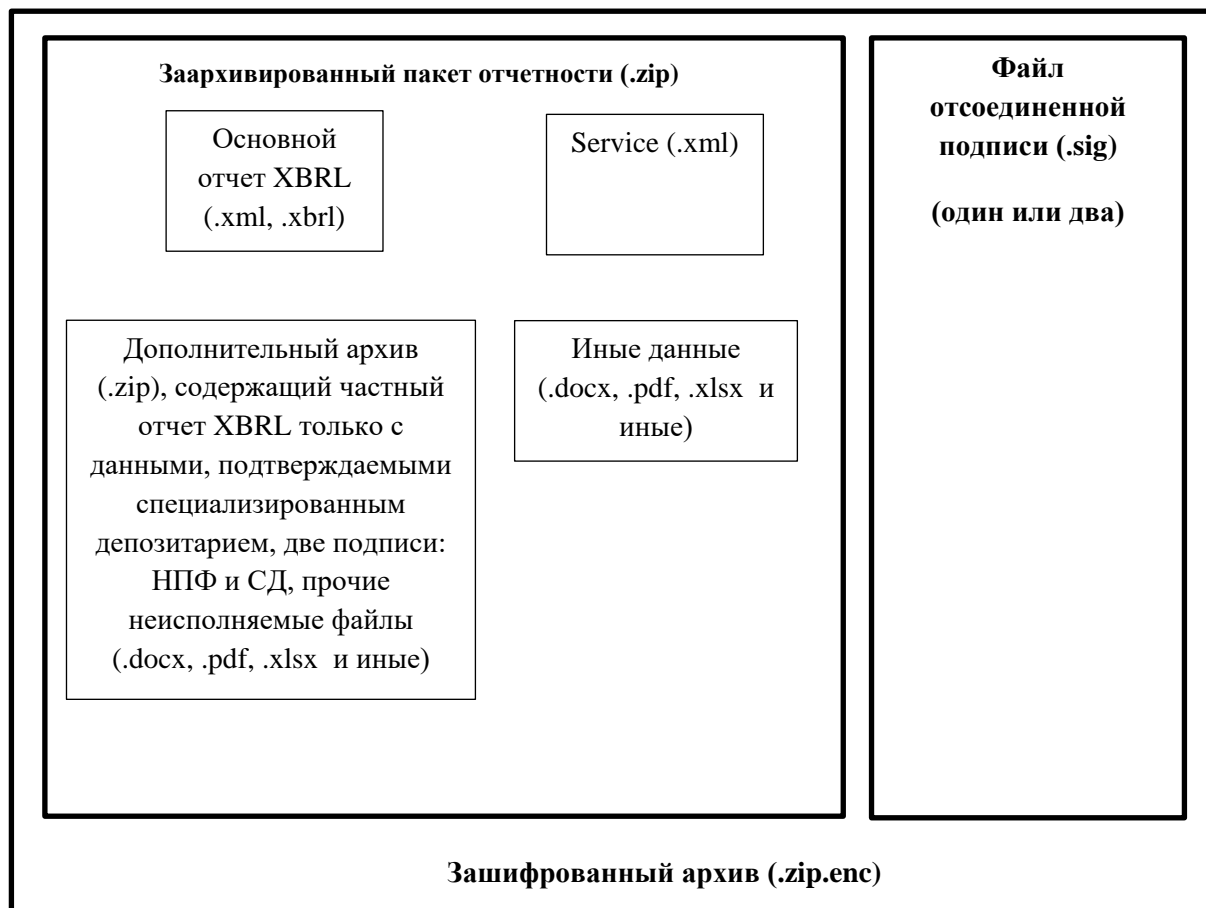 Заархивированный пакет отчетности (.zip)
Основной
отчет XBRL
(.xml, .xbrl)
Service (.xml)
Дополнительный архив
(.zip), содержащий частный
отчет XBRL только с
данными, подтверждаемыми
специализированным
депозитарием, две подписи:
НПФ и СД, прочие
неисполняемые файлы
(.docx, .pdf, .xlsx и иные)
Иные данные
(.docx, .pdf, .xlsx и
иные)
Файл
отсоединенной
подписи (.sig)
(один или два)
Зашифрованный архив (.zip.enc)